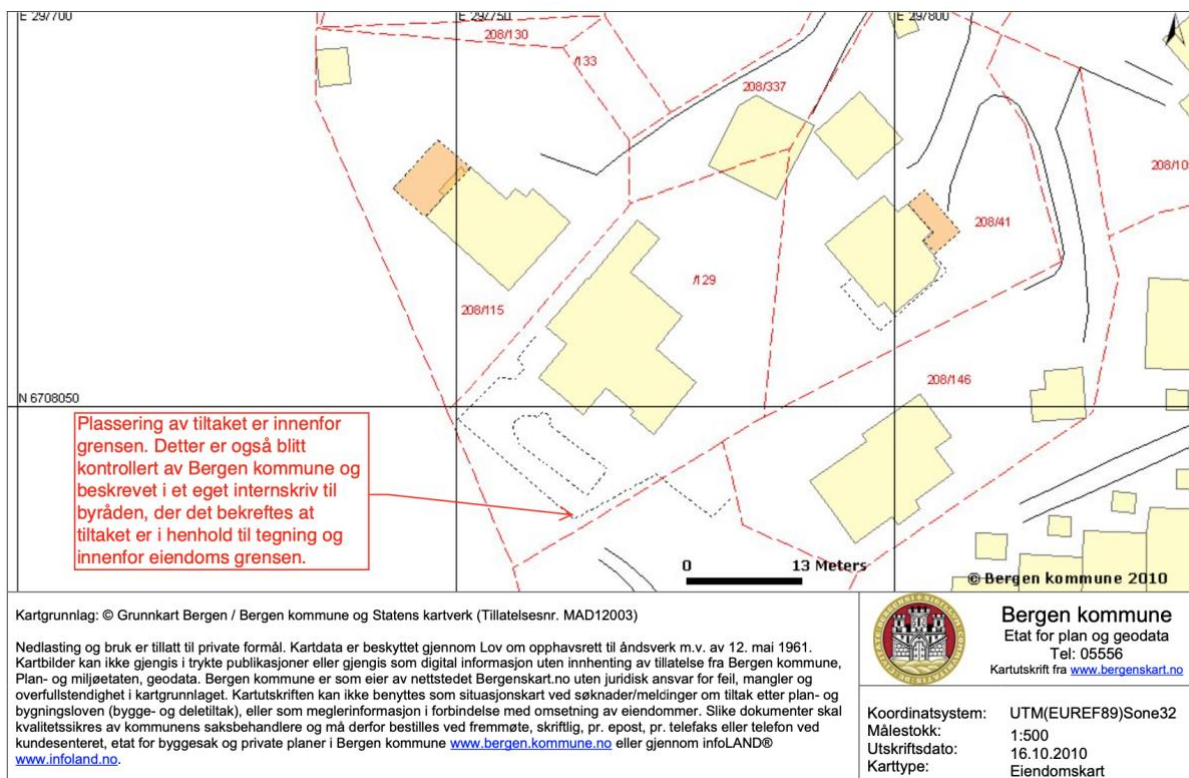 E 297700
E 297750
E 297800
208/130
/133
208/337
208/41
/129
208/115
208/146
N 6708050
Plassering av tiltaket er innenfor
grensen. Detter er også blitt
kontrollert av Bergen kommune og
beskrevet i et eget internskriv til
byråden, der det bekreftes at
tiltaket er i henhold til tegning og
innenfor eiendoms grensen.
0 13 Meters
© Bergen kommune 2010
Kartgrunnlag: © Grunnkart Bergen / Bergen kommune og Statens kartverk (Tillatelsesnr. MAD12003)
Nedlasting og bruk er tillatt til private formål. Kartdata er beskyttet gjennom Lov om opphavsrett til åndsverk m.v. av 12. mai 1961.
Kartbilder kan ikke gjengis i trykte publikasjoner eller gjengis som digital informasjon uten innhenting av tillatelse fra Bergen kommune,
Plan- og miljøetaten, geodata. Bergen kommune er som eier av nettstedet Bergenskart.no uten juridisk ansvar for feil, mangler og
overfullstendighet i kartgrunnlaget. Kartutskriften kan ikke benyttes som situasjonskart ved søknader/meldinger om tiltak etter plan- og
bygningsloven (bygge- og deletiltak), eller som meglerinformasjon i forbindelse med omsetning av eiendommer. Slike dokumenter skal
kvalitetssikres av kommunens saksbehandlere og må derfor bestilles ved fremmøte, skriftlig, pr. epost, pr. telefaks eller telefon ved
kundesenteret, etat for byggesak og private planer i Bergen kommune www.bergen.kommune.no eller gjennom infoLAND®
www.infoland.no.
Bergen kommune
Etat for plan og geodata
Tel: 05556
Kartutskrift fra www.bergenskart.no
Koordinatsystem: UTM(EUREF89)Sone32
Målestokk: 1:500
Utskriftsdato: 16.10.2010
Karttype: Eiendomskart